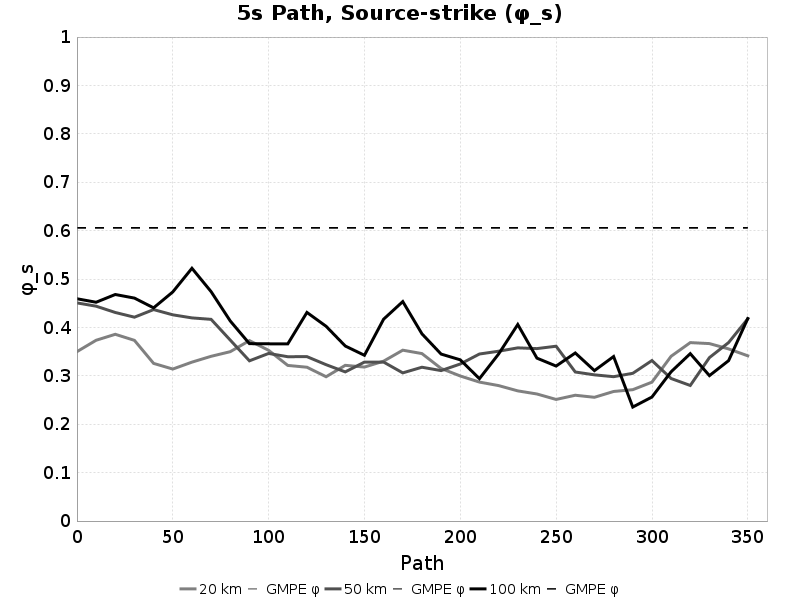 5s Path, Source-strike (φ_s)
1
0.9
0.8
0.7
0.6
0.5
0.4
0.3
0.2
0.1
0
φ_s
0 50 100 150 200 250 300 350
Path
20 km GMPE φ 50 km GMPE φ 100 km GMPE φ